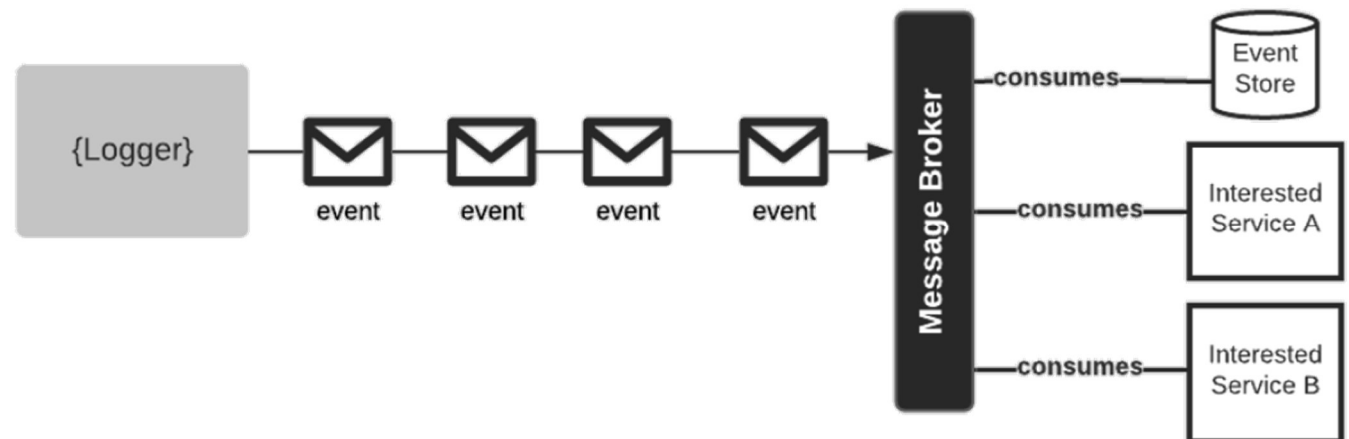 {Logger}
event
event
event
event
Message Broker
consumes
Event
Store
consumes
Interested
Service A
consumes
Interested
Service B